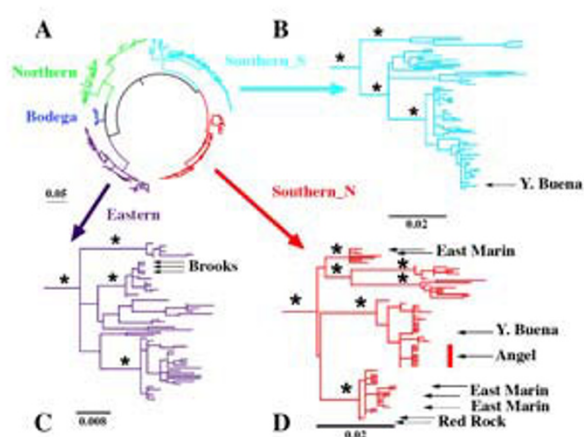 A
B
Southern_N
Northern
Bodega
Y. Buena
0.05
Southern_N
0.02
Eastern
East Marin
Brooks
Y. Buena
Angel
East Marin
East Marin
Red Rock
C
0.008
D
0.02